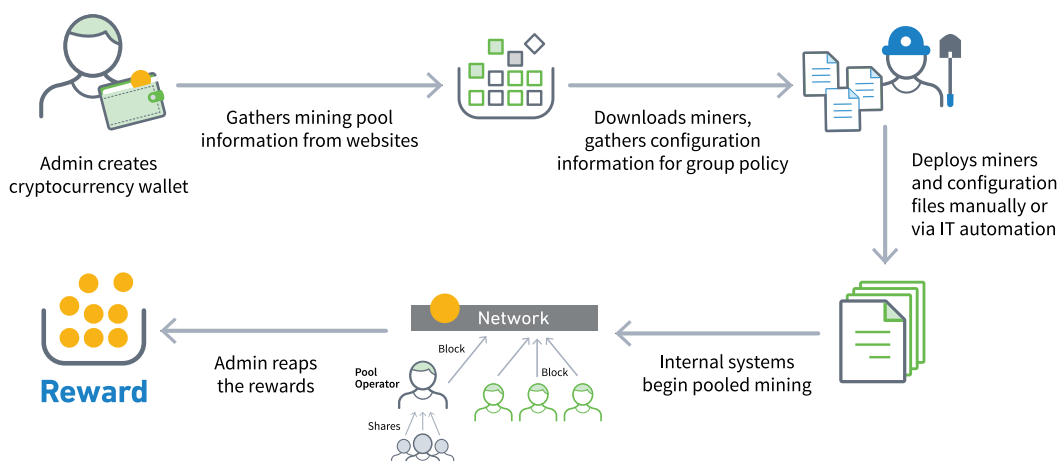 Admin creates
cryptocurrency wallet
Gathers mining pool
information from websites
Downloads miners,
gathers configuration
information for group policy
Deploys miners
and configuration
files manually or
via IT automation
Internal systems
begin pooled mining
Network
Block
Block
Pool
Operator
Shares
Admin reaps
the rewards
Reward